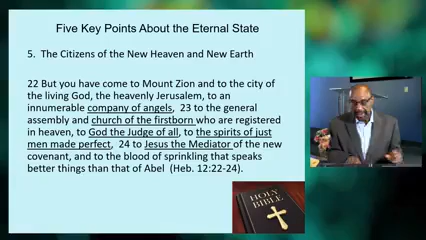 Five Key Points About the Eternal State
5. The Citizens of the New Heaven and New Earth
22 But you have come to Mount Zion and to the city of
the living God, the heavenly Jerusalem, to an
innumerable company of angels, 23 to the general
assembly and church of the firstborn who are registered
in heaven, to God the Judge of all, to the spirits of just
men made perfect, 24 to Jesus the Mediator of the new
covenant, and to the blood of sprinkling that speaks
better things than that of Abel (Heb. 12:22-24).
HOLY
BIBLE